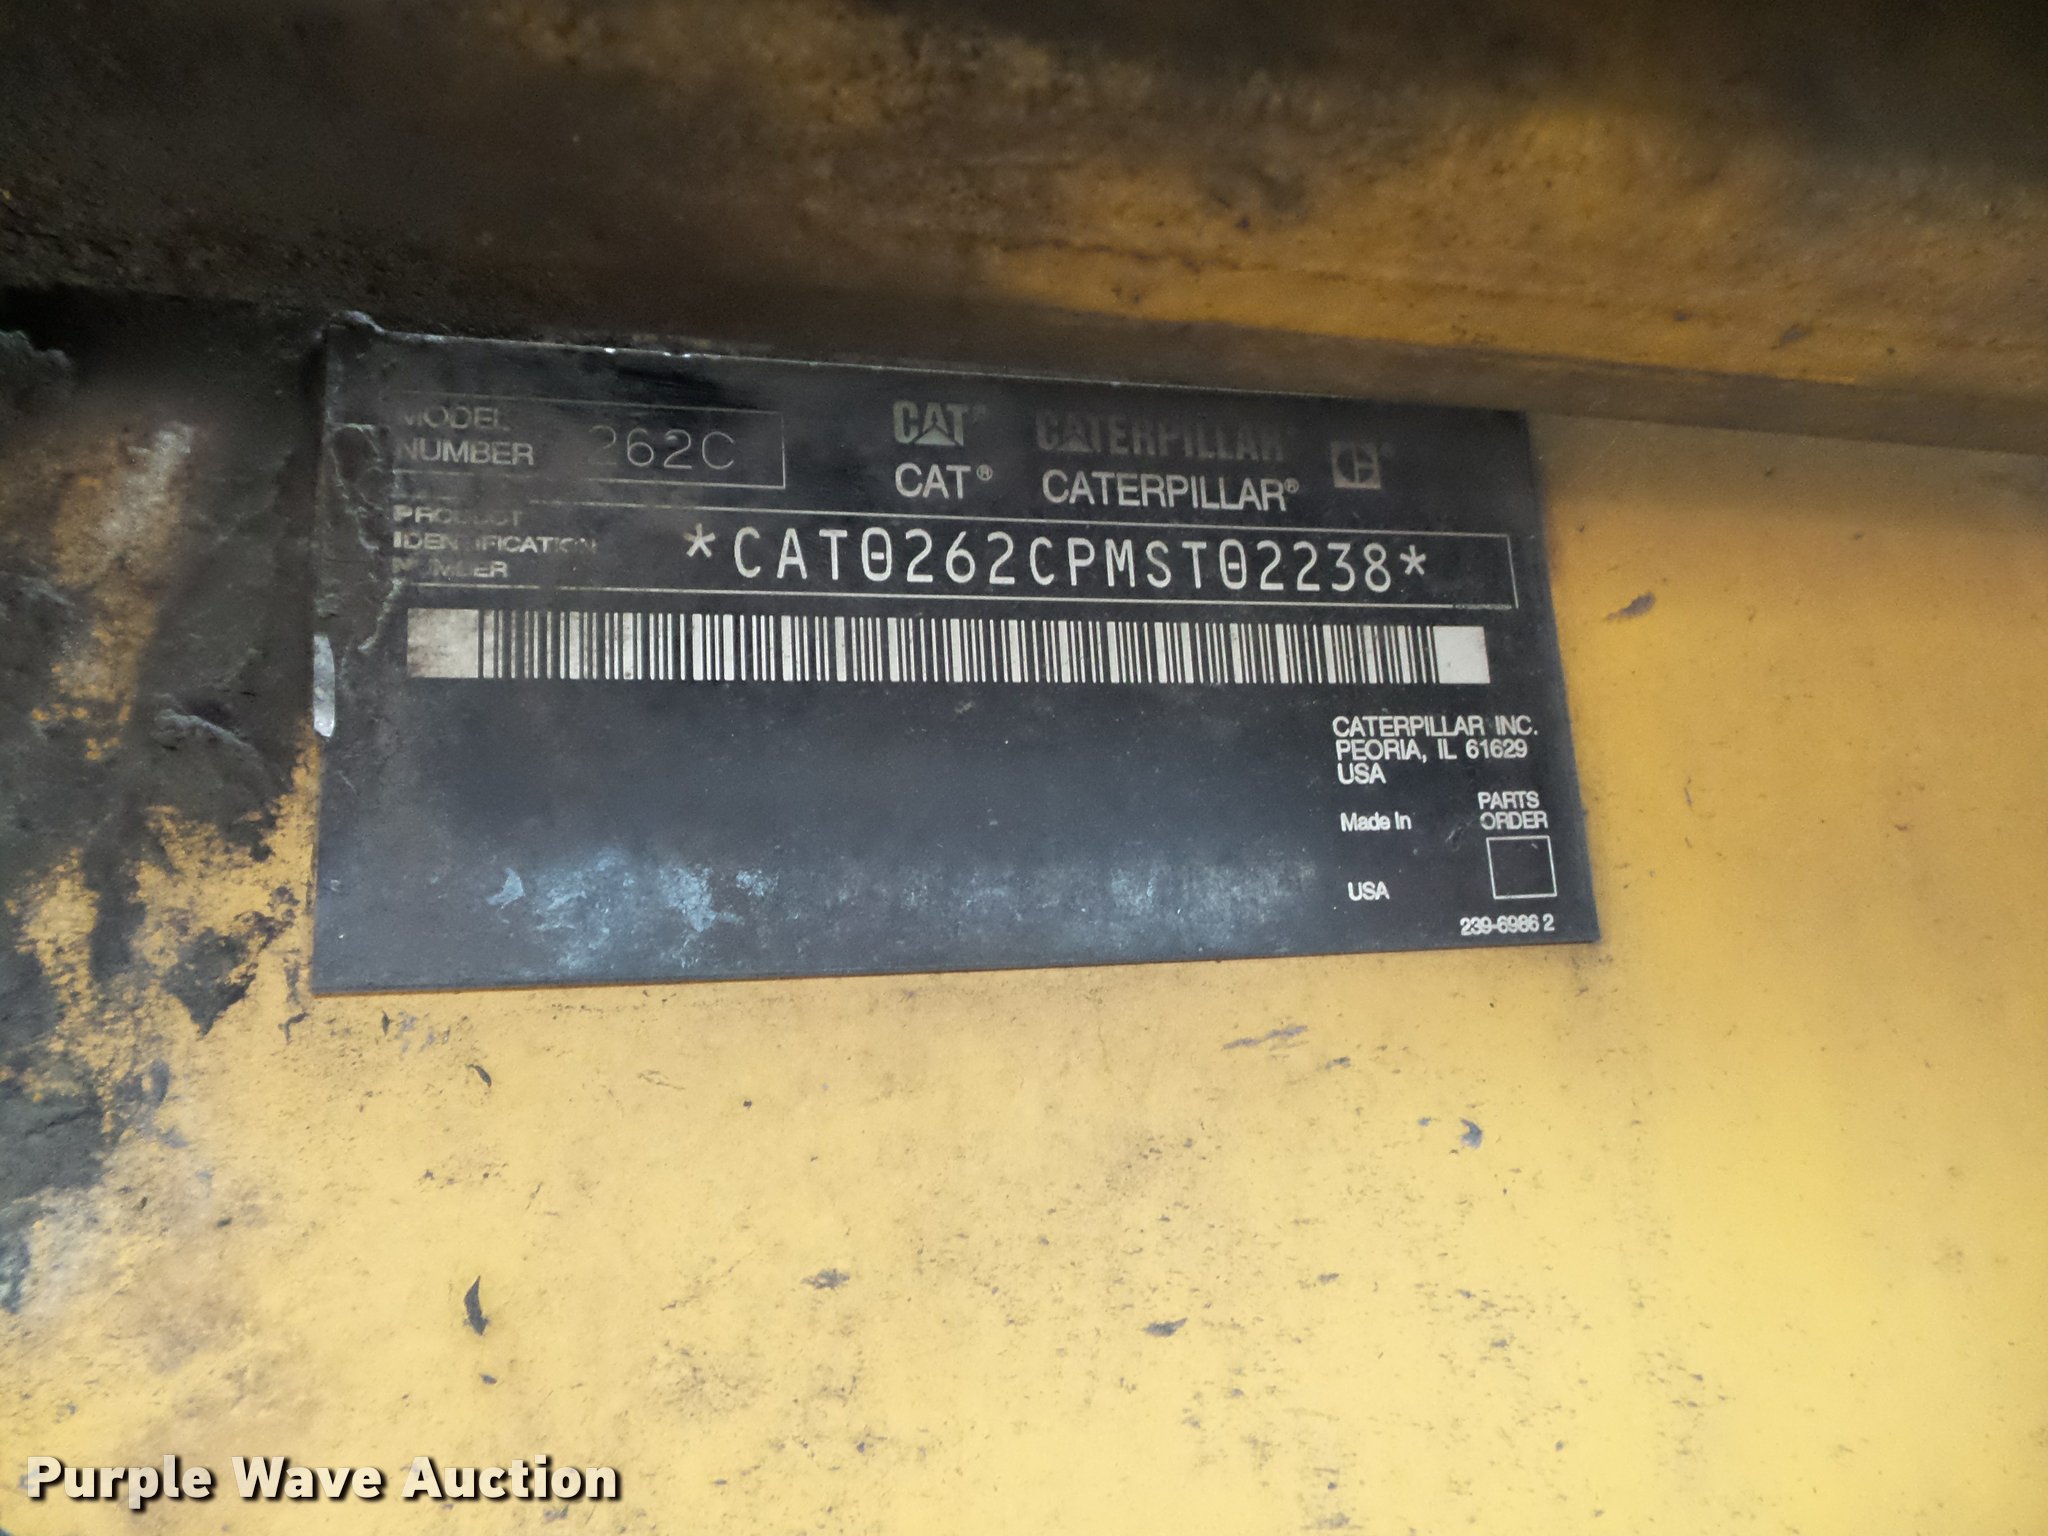 MODEL
NUMBER 262C
CAT® CATERPILLAR®
CAT® CATERPILLAR®
PRODUCT
IDENTIFICATION
NUMBER
*CAT0262CPMST02238*
CATERPILLAR INC.
PEORIA, IL 61629
USA
Made In
PARTS
ORDER
USA
239-6986 2
Purple Wave Auction